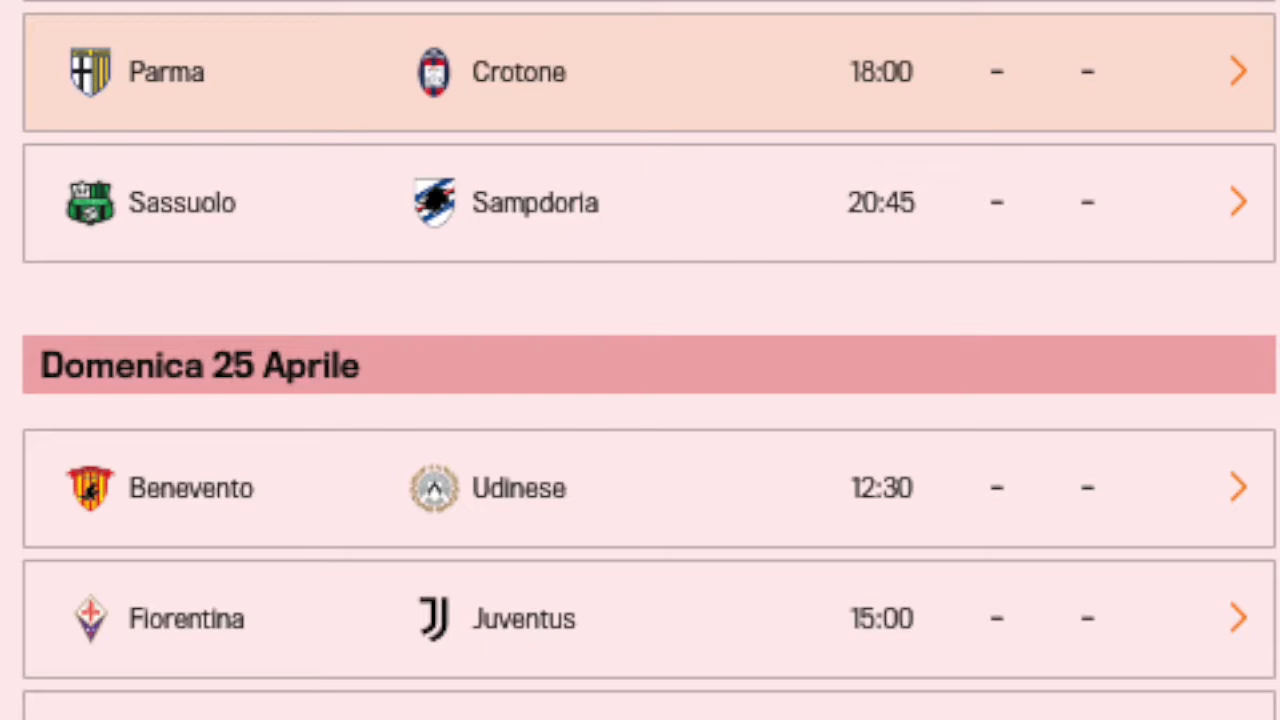 Parma Crotone 18:00 - -
Sassuolo Sampdoria 20:45 - -
Domenica 25 Aprile
Benevento Udinese 12:30 - -
Fiorentina Juventus 15:00 - -